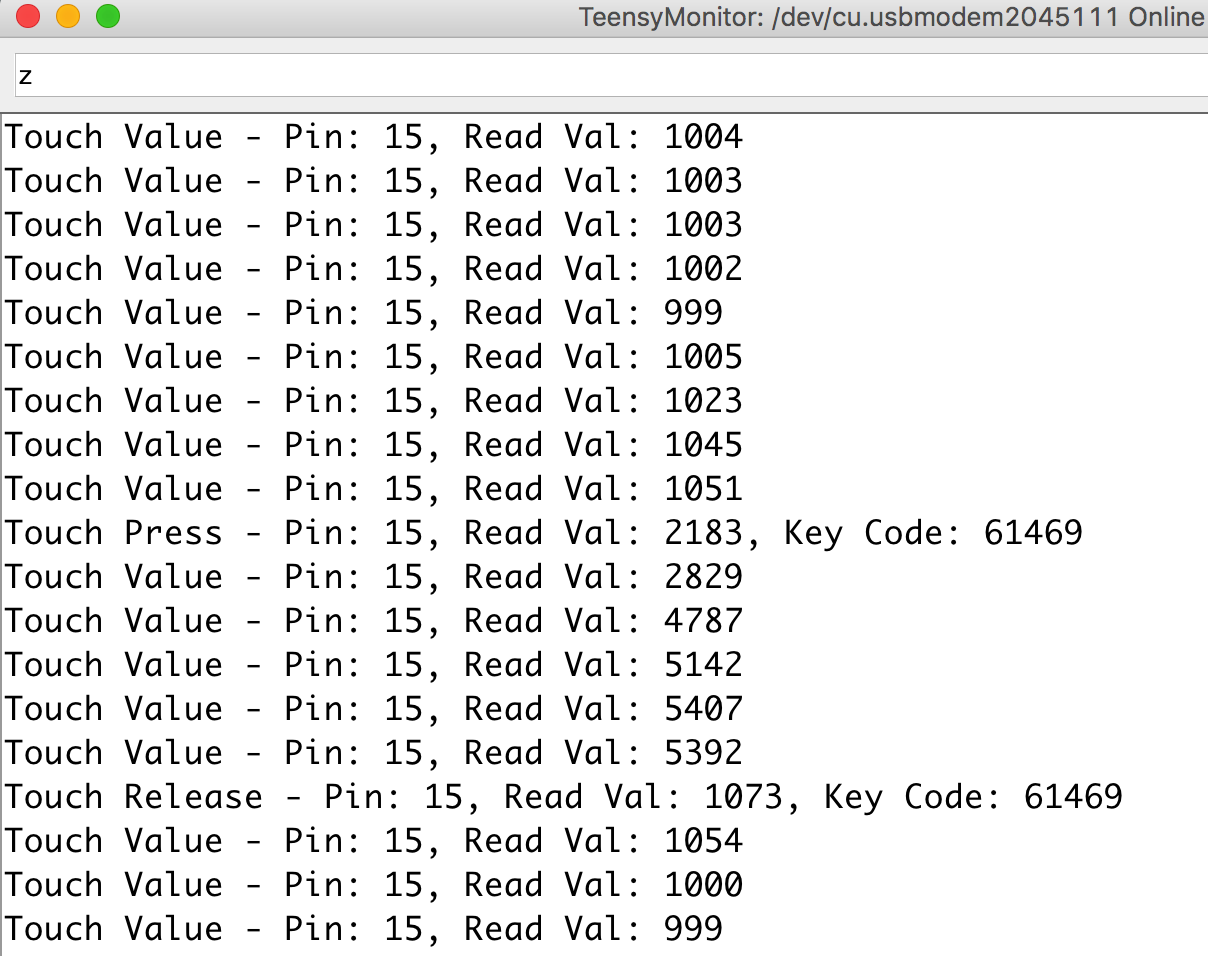 TeensyMonitor: /dev/cu.usbmodem2045111 Online
z
Touch Value - Pin: 15, Read Val: 1004
Touch Value - Pin: 15, Read Val: 1003
Touch Value - Pin: 15, Read Val: 1003
Touch Value - Pin: 15, Read Val: 1002
Touch Value - Pin: 15, Read Val: 999
Touch Value - Pin: 15, Read Val: 1005
Touch Value - Pin: 15, Read Val: 1023
Touch Value - Pin: 15, Read Val: 1045
Touch Value - Pin: 15, Read Val: 1051
Touch Press - Pin: 15, Read Val: 2183, Key Code: 61469
Touch Value - Pin: 15, Read Val: 2829
Touch Value - Pin: 15, Read Val: 4787
Touch Value - Pin: 15, Read Val: 5142
Touch Value - Pin: 15, Read Val: 5407
Touch Value - Pin: 15, Read Val: 5392
Touch Release - Pin: 15, Read Val: 1073, Key Code: 61469
Touch Value - Pin: 15, Read Val: 1054
Touch Value - Pin: 15, Read Val: 1000
Touch Value - Pin: 15, Read Val: 999